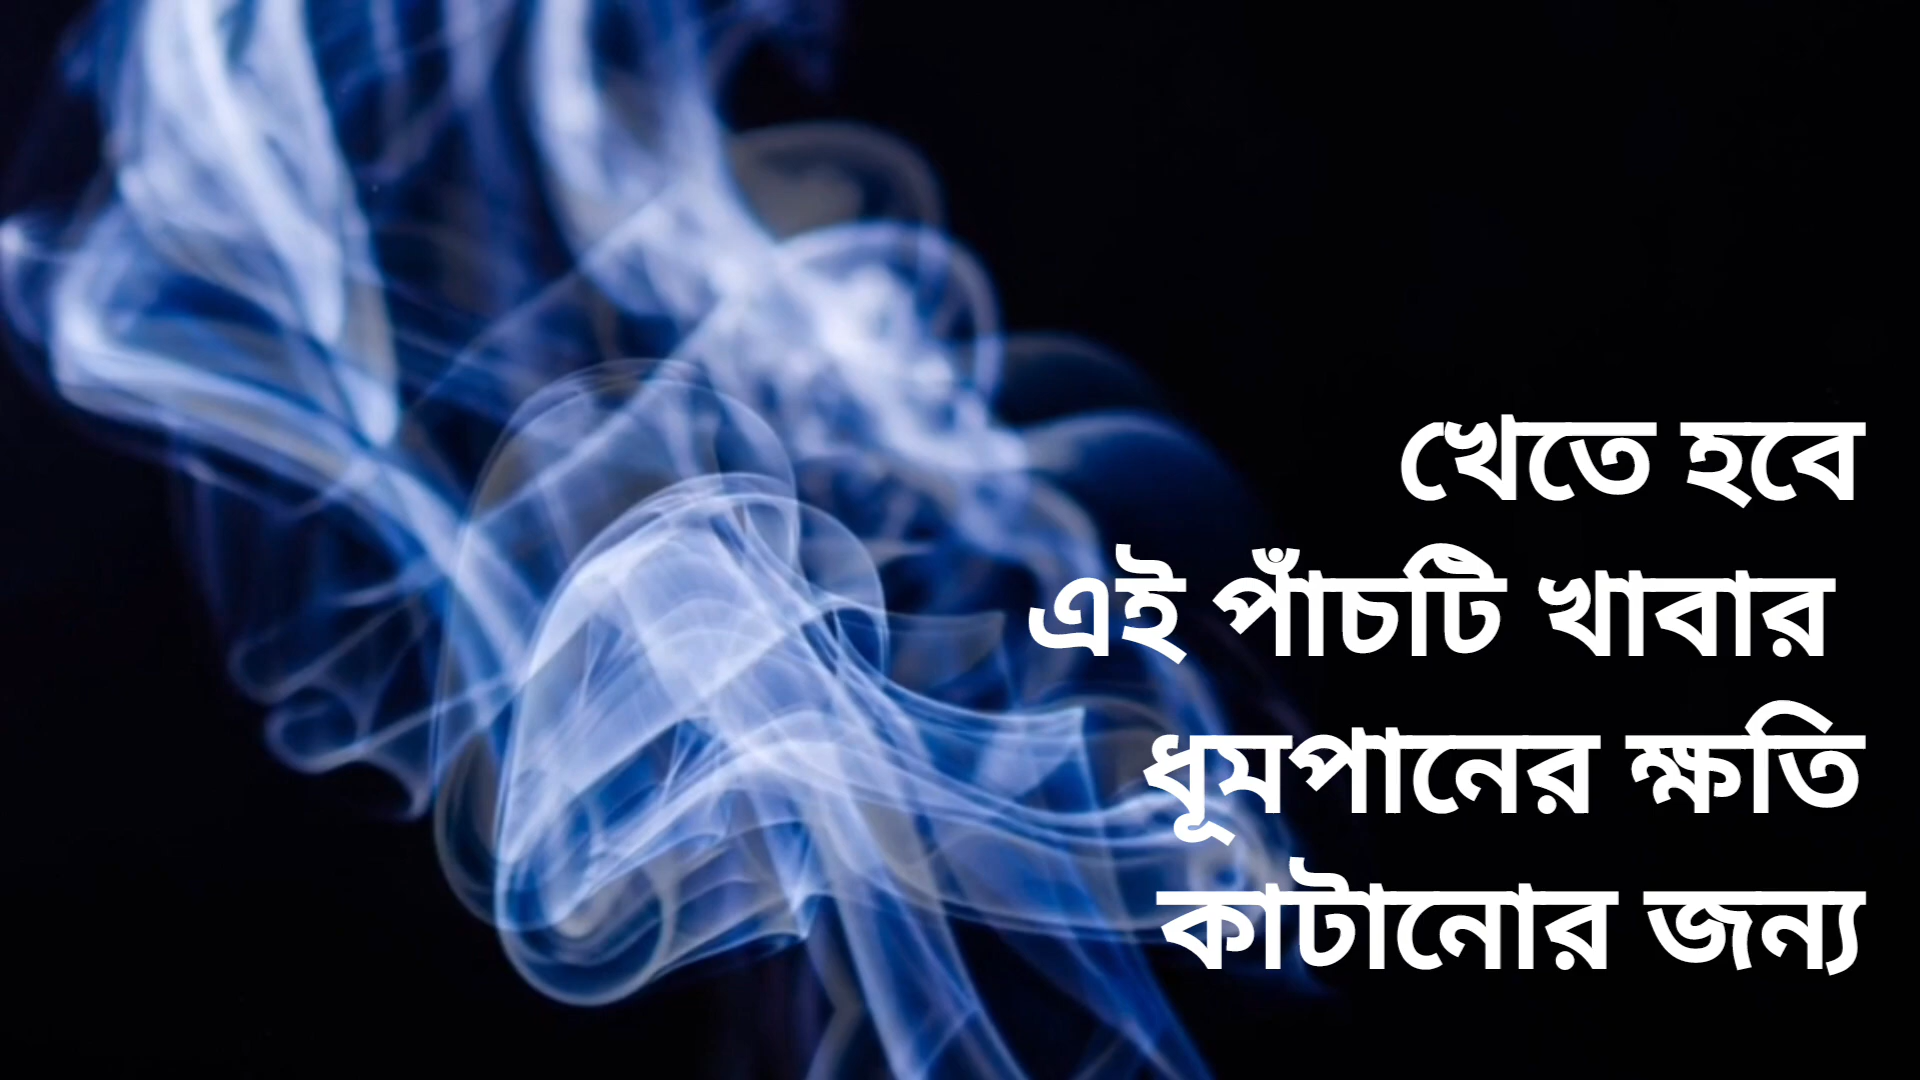 খেতে হবে
এই পাঁচটি খাবার
ধূমপানের ক্ষতি
কাটানোর জন্য